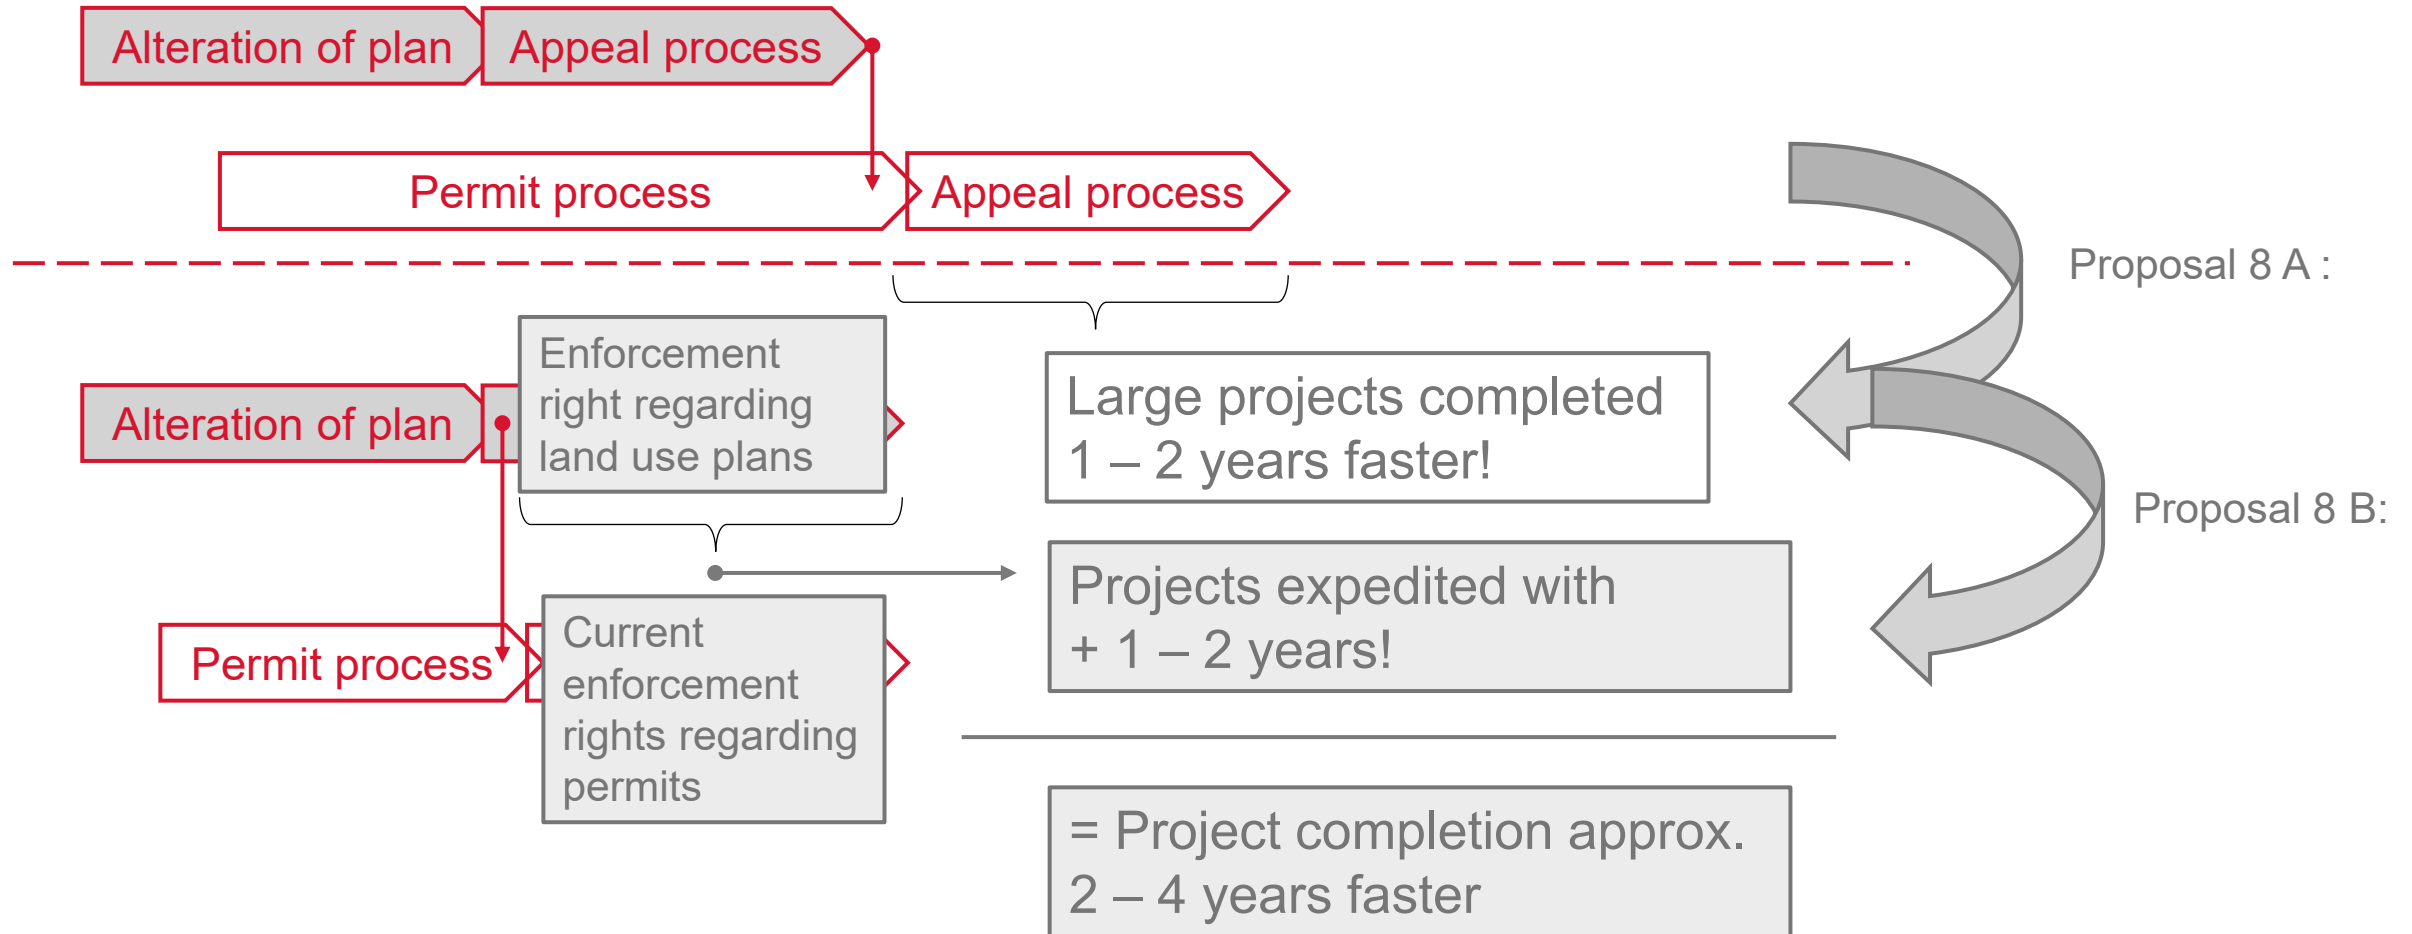 Alteration of plan
Appeal process
Permit process
Appeal process
Proposal 8 A :
Enforcement
right regarding
land use plans
Alteration of plan
Large projects completed
1 – 2 years faster!
Proposal 8 B:
Projects expedited with
+ 1 – 2 years!
Permit process
Current
enforcement
rights regarding
permits
= Project completion approx.
2 – 4 years faster